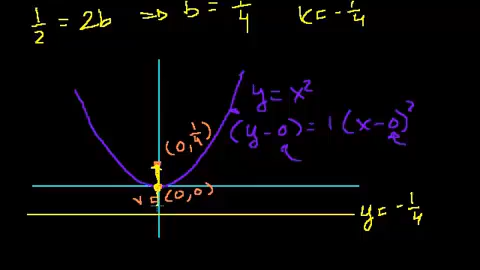 1/2 = 2b ⇒ b = 1/4 k = -1/4
y = x²
(y-0) = 1(x-0)²
(0, 1/4)
v = (0,0)
y = -1/4